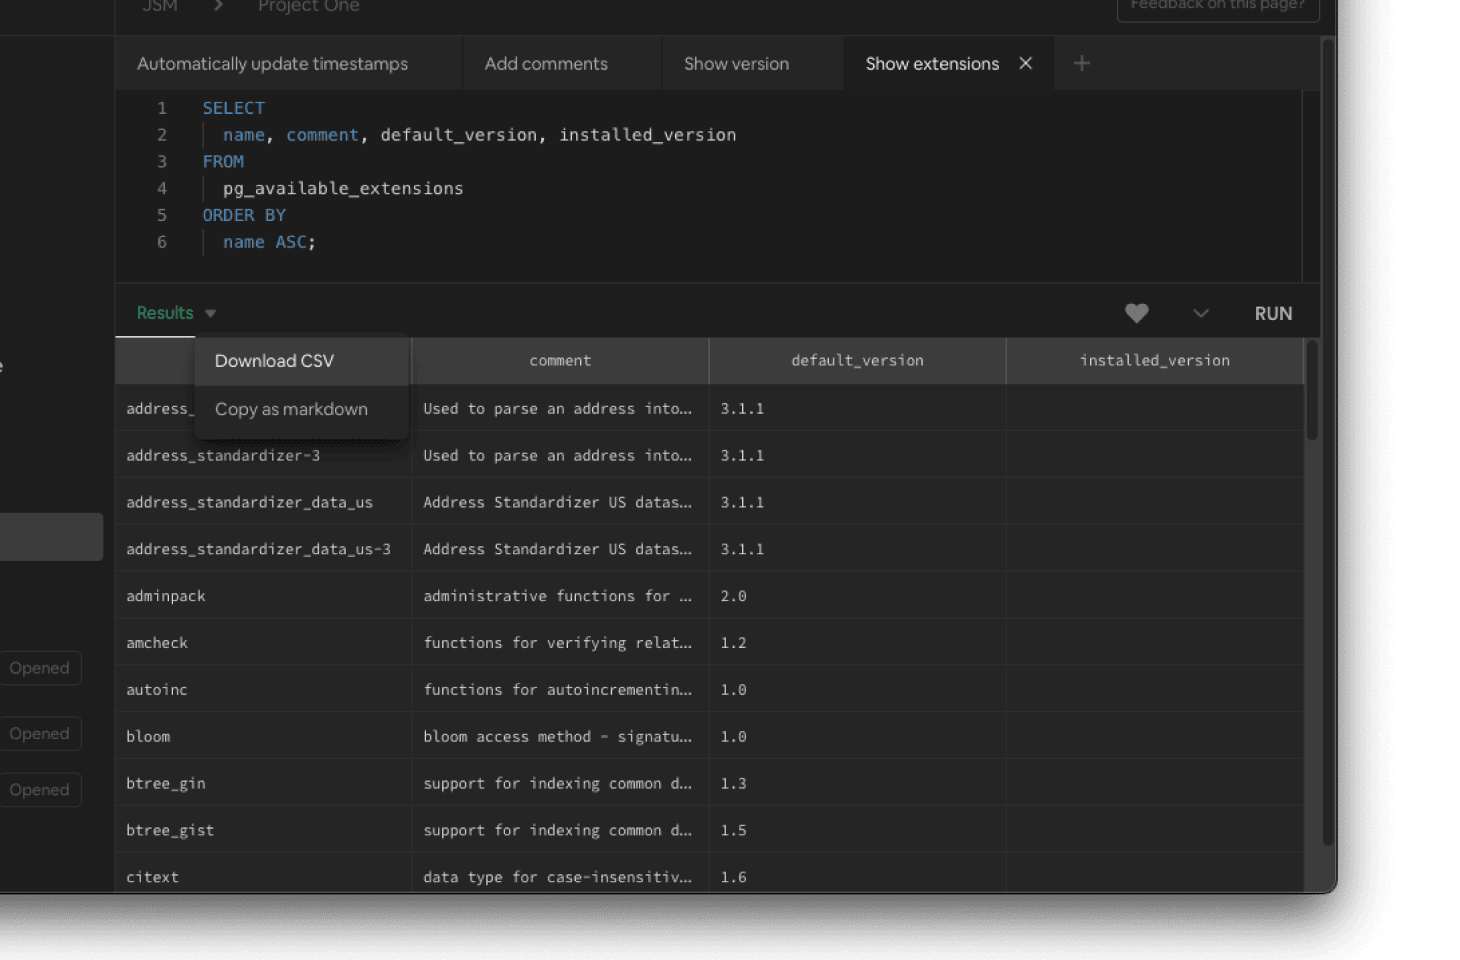 JSM > Project One
Feedback on this page?
Automatically update timestamps
Add comments
Show version
Show extensions
1 SELECT
2 name, comment, default_version, installed_version
3 FROM
4 pg_available_extensions
5 ORDER BY
6 name ASC;
Results
RUN
Download CSV
Copy as markdown
comment default_version installed_version
address_ Used to parse an address into... 3.1.1
address_standardizer-3 Used to parse an address into... 3.1.1
address_standardizer_data_us Address Standardizer US datas... 3.1.1
address_standardizer_data_us-3 Address Standardizer US datas... 3.1.1
adminpack administrative functions for ... 2.0
amcheck functions for verifying relat... 1.2
autoinc functions for autoincrementin... 1.0
bloom bloom access method - signatu... 1.0
btree_gin support for indexing common d... 1.3
btree_gist support for indexing common d... 1.5
citext data type for case-insensitiv... 1.6
e
Opened
Opened
Opened